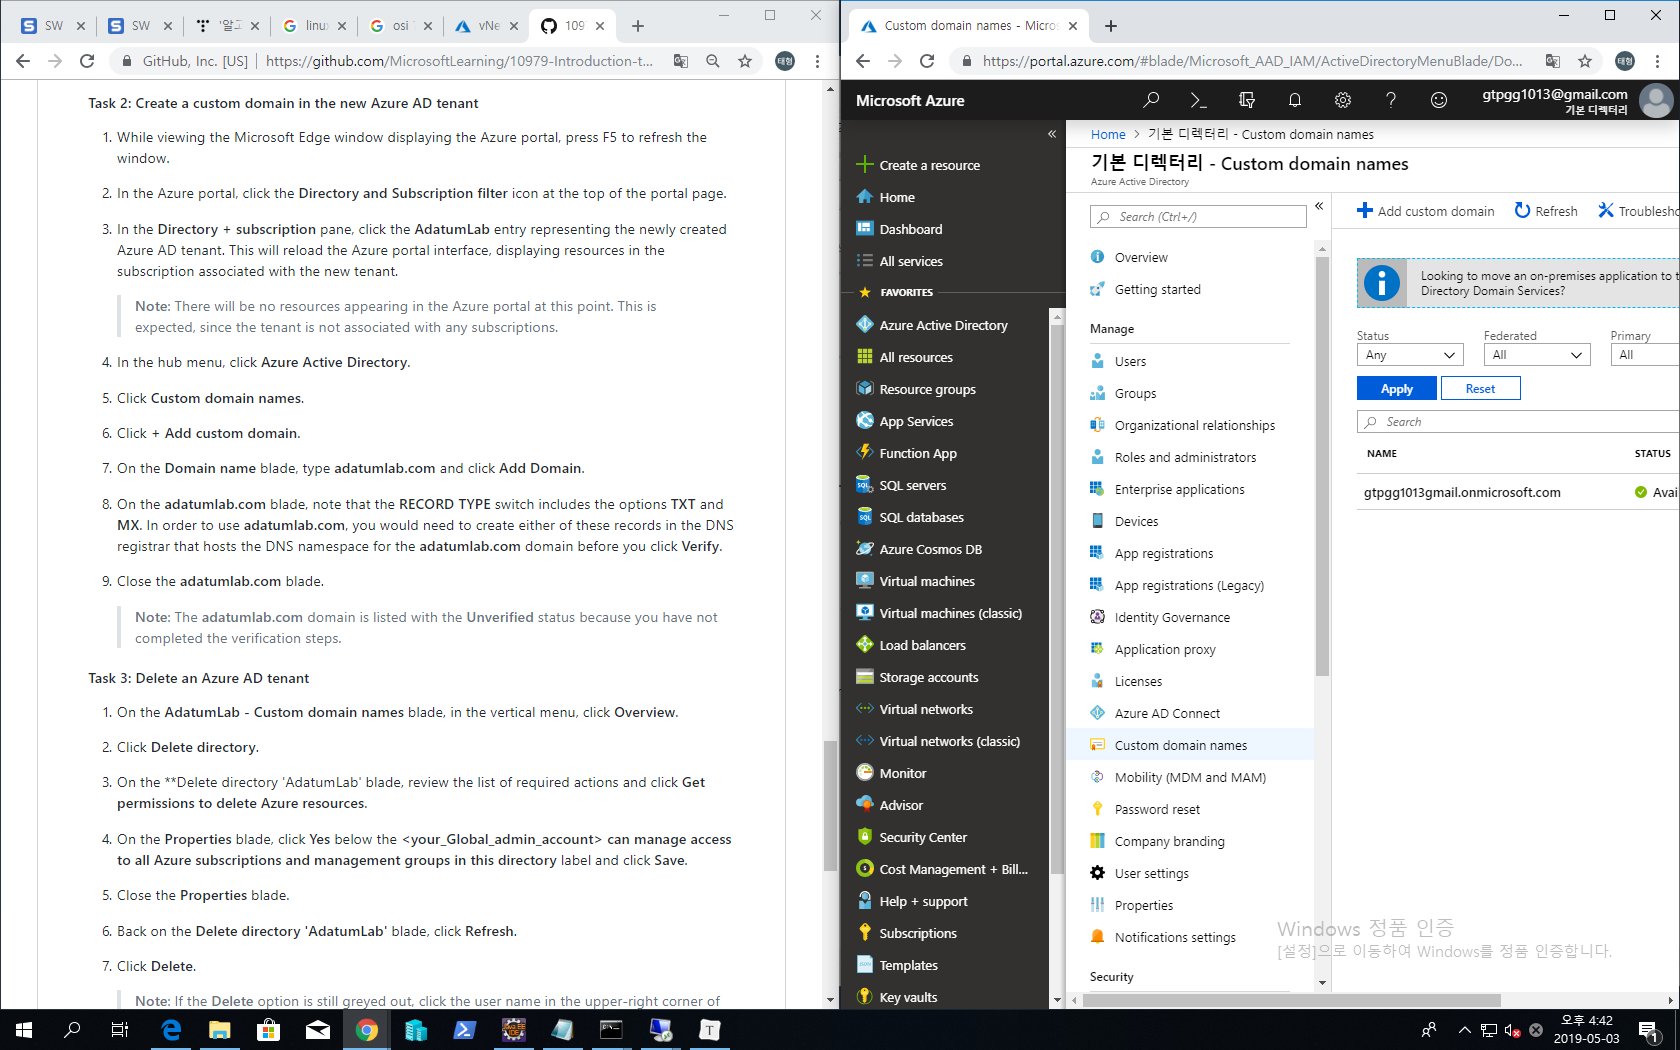 SW
SW
'알고
linux
osi 7
vNe
109
GitHub, Inc. [US]
https://github.com/MicrosoftLearning/10979-Introduction-t...
태형
Task 2: Create a custom domain in the new Azure AD tenant
1. While viewing the Microsoft Edge window displaying the Azure portal, press F5 to refresh the
window.
2. In the Azure portal, click the Directory and Subscription filter icon at the top of the portal page.
3. In the Directory + subscription pane, click the AdatumLab entry representing the newly created
Azure AD tenant. This will reload the Azure portal interface, displaying resources in the
subscription associated with the new tenant.
Note: There will be no resources appearing in the Azure portal at this point. This is
expected, since the tenant is not associated with any subscriptions.
4. In the hub menu, click Azure Active Directory.
5. Click Custom domain names.
6. Click + Add custom domain.
7. On the Domain name blade, type adatumlab.com and click Add Domain.
8. On the adatumlab.com blade, note that the RECORD TYPE switch includes the options TXT and
MX. In order to use adatumlab.com, you would need to create either of these records in the DNS
registrar that hosts the DNS namespace for the adatumlab.com domain before you click Verify.
9. Close the adatumlab.com blade.
Note: The adatumlab.com domain is listed with the Unverified status because you have not
completed the verification steps.
Task 3: Delete an Azure AD tenant
1. On the AdatumLab - Custom domain names blade, in the vertical menu, click Overview.
2. Click Delete directory.
3. On the **Delete directory 'AdatumLab' blade, review the list of required actions and click Get
permissions to delete Azure resources.
4. On the Properties blade, click Yes below the <your_Global_admin_account> can manage access
to all Azure subscriptions and management groups in this directory label and click Save.
5. Close the Properties blade.
6. Back on the Delete directory 'AdatumLab' blade, click Refresh.
7. Click Delete.
Note: If the Delete option is still greyed out, click the user name in the upper-right corner of
Custom domain names - Micros
https://portal.azure.com/#blade/Microsoft_AAD_IAM/ActiveDirectoryMenuBlade/Do...
태형
Microsoft Azure
gtpgg1013@gmail.com
기본 디렉터리
Create a resource
Home
Dashboard
All services
FAVORITES
Azure Active Directory
All resources
Resource groups
App Services
Function App
SQL servers
SQL databases
Azure Cosmos DB
Virtual machines
Virtual machines (classic)
Load balancers
Storage accounts
Virtual networks
Virtual networks (classic)
Monitor
Advisor
Security Center
Cost Management + Bill...
Help + support
Subscriptions
Templates
Key vaults
Home > 기본 디렉터리 - Custom domain names
기본 디렉터리 - Custom domain names
Azure Active Directory
Search (Ctrl+/)
Overview
Getting started
Manage
Users
Groups
Organizational relationships
Roles and administrators
Enterprise applications
Devices
App registrations
App registrations (Legacy)
Identity Governance
Application proxy
Licenses
Azure AD Connect
Custom domain names
Mobility (MDM and MAM)
Password reset
Company branding
User settings
Properties
Notifications settings
Security
Add custom domain
Refresh
Troublesho
Looking to move an on-premises application to t
Directory Domain Services?
Status
Federated
Primary
Any
All
All
Apply
Reset
Search
NAME
STATUS
gtpgg1013gmail.onmicrosoft.com
Avai
Windows 정품 인증
[설정]으로 이동하여 Windows를 정품 인증합니다.
오후 4:42
2019-05-03
1